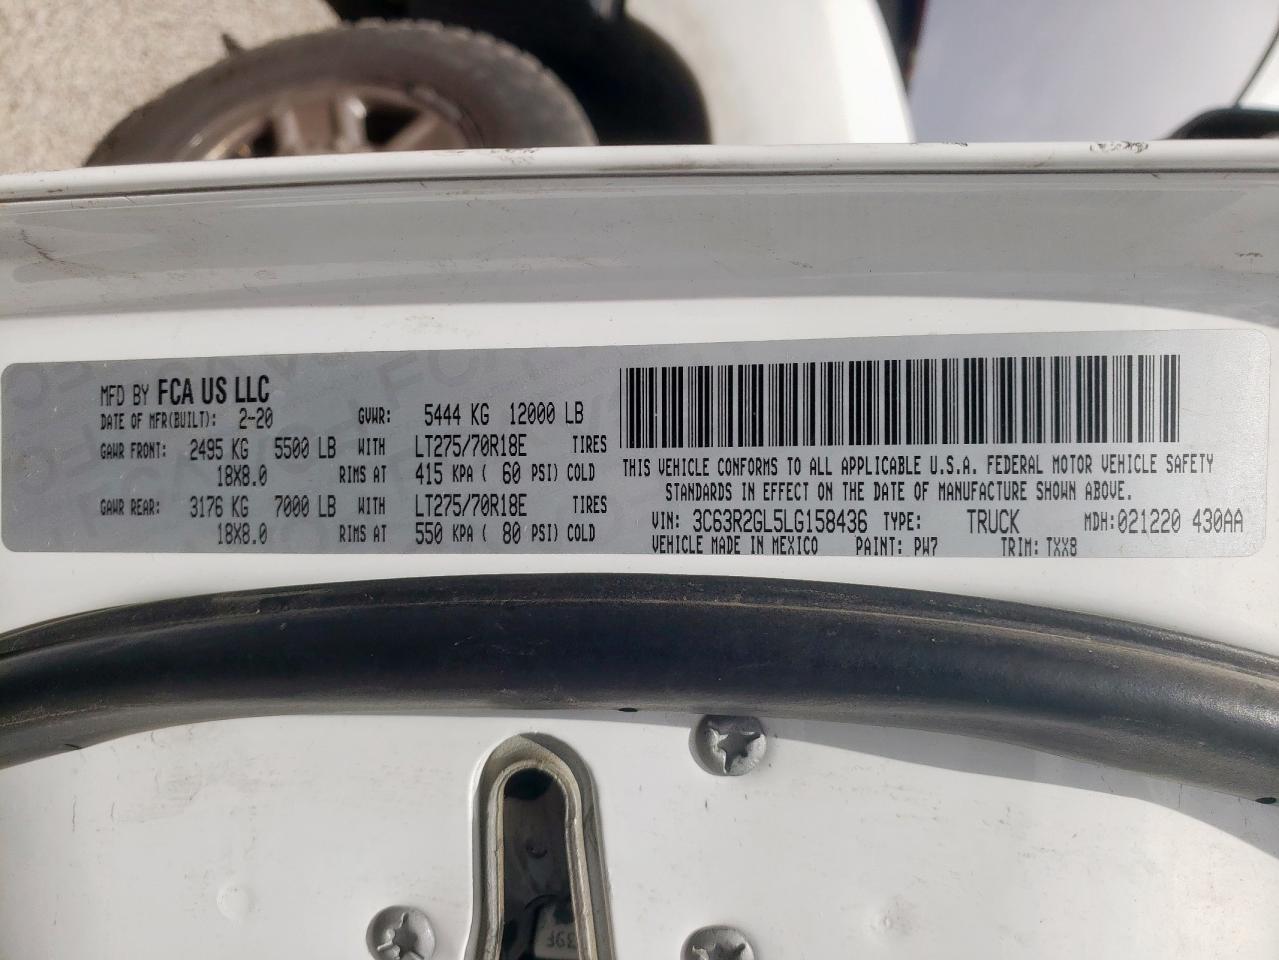 MFD BY FCA US LLC
DATE OF MFR(BUILT): 2-20 GVWR: 5444 KG 12000 LB
GAWR FRONT: 2495 KG 5500 LB WITH LT275/70R18E TIRES
18X8.0 RIMS AT 415 KPA ( 60 PSI) COLD
GAWR REAR: 3176 KG 7000 LB WITH LT275/70R18E TIRES
18X8.0 RIMS AT 550 KPA ( 80 PSI) COLD
THIS VEHICLE CONFORMS TO ALL APPLICABLE U.S.A. FEDERAL MOTOR VEHICLE SAFETY
STANDARDS IN EFFECT ON THE DATE OF MANUFACTURE SHOWN ABOVE.
VIN: 3C63R2GL5LG158436 TYPE: TRUCK MDH: 021220 430AA
VEHICLE MADE IN MEXICO PAINT: PW7 TRIM: TXX8